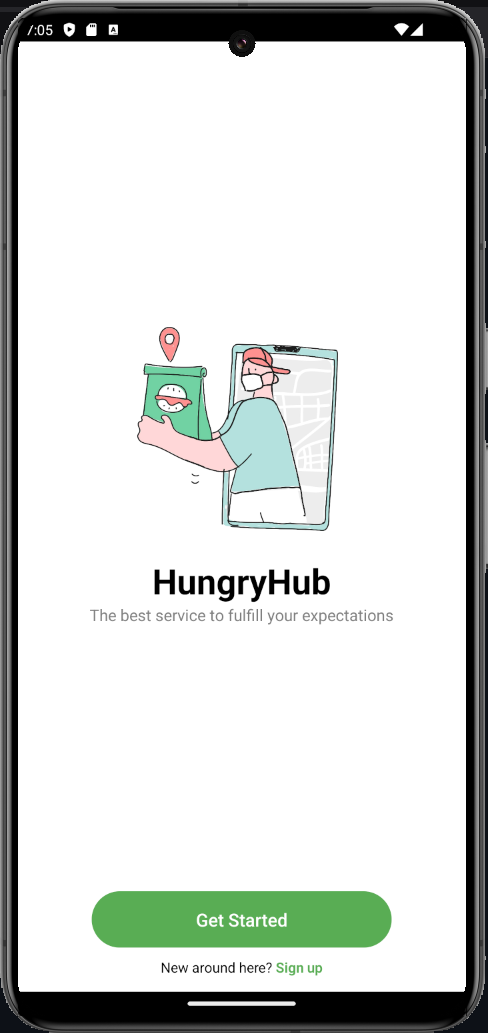 7:05
HungryHub
The best service to fulfill your expectations
Get Started
New around here? Sign up